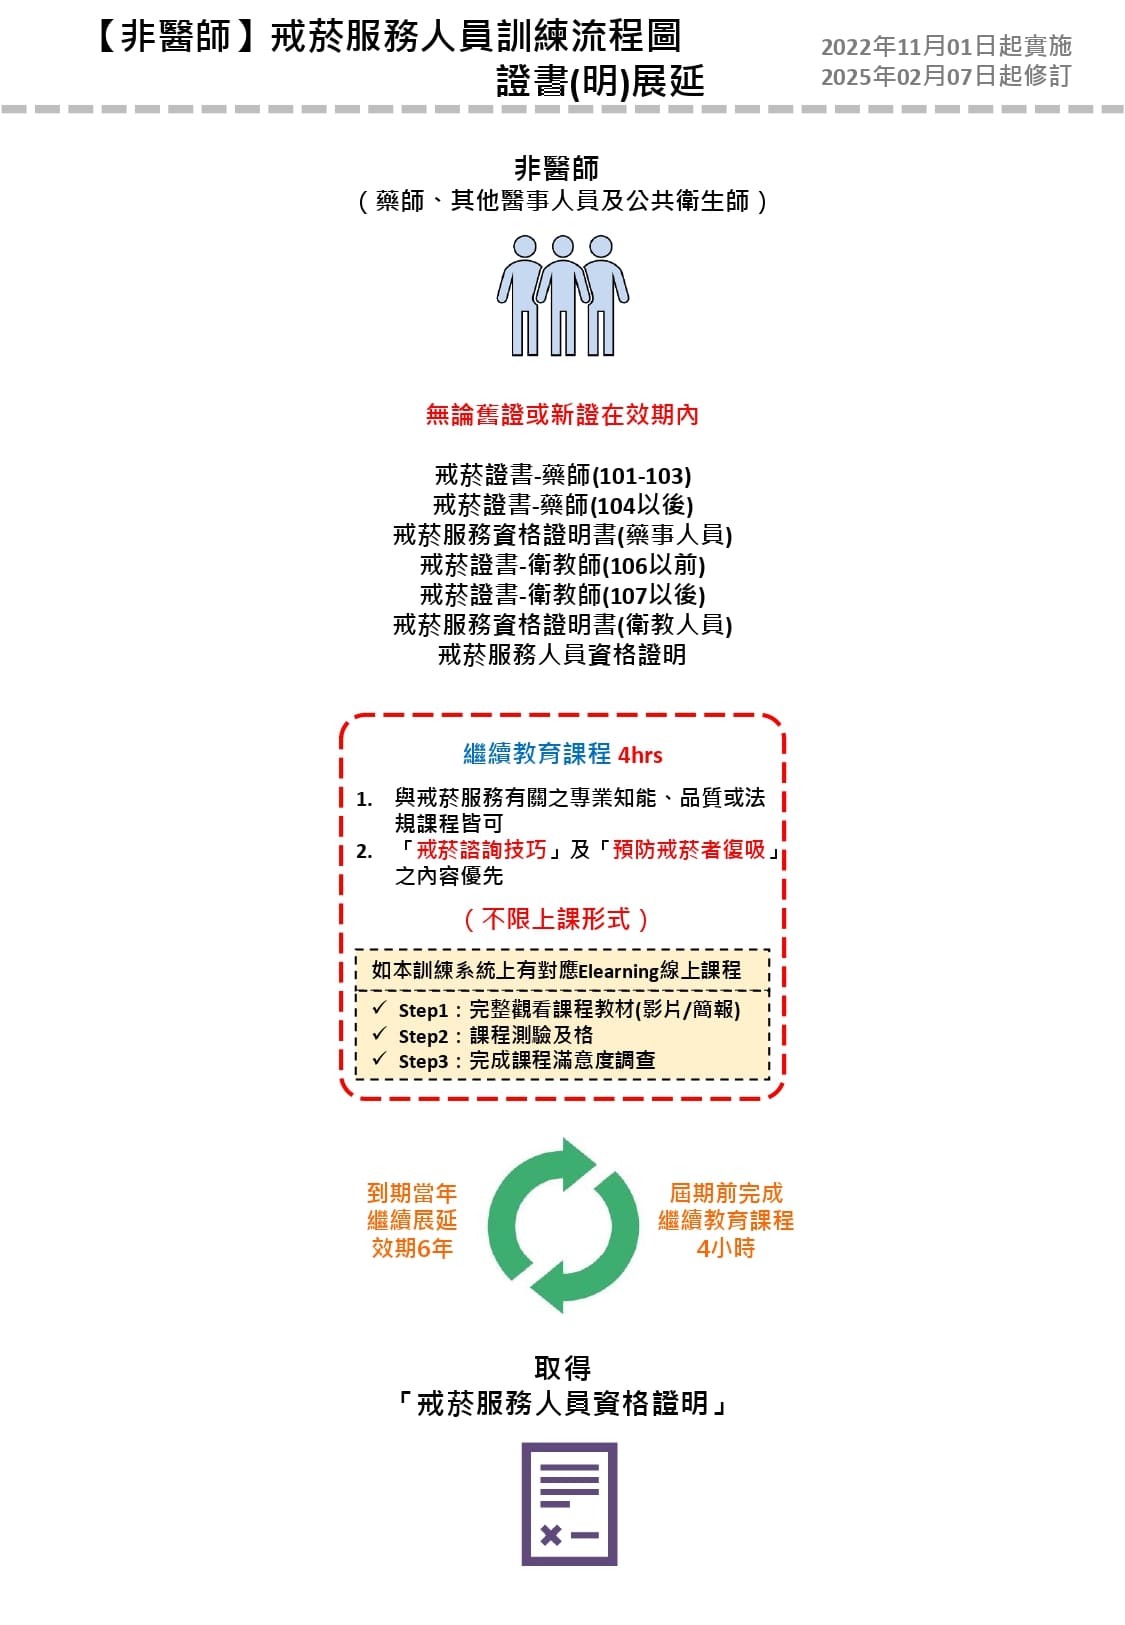 【非醫師】戒菸服務人員訓練流程圖
證書(明)展延
2022年11月01日起實施
2025年02月07日起修訂
非醫師
（藥師、其他醫事人員及公共衛生師）
無論舊證或新證在效期內
戒菸證書-藥師(101-103)
戒菸證書-藥師(104以後)
戒菸服務資格證明書(藥事人員)
戒菸證書-衛教師(106以前)
戒菸證書-衛教師(107以後)
戒菸服務資格證明書(衛教人員)
戒菸服務人員資格證明
繼續教育課程 4hrs
1. 與戒菸服務有關之專業知能、品質或法
規課程皆可
2. 「戒菸諮詢技巧」及「預防戒菸者復吸」
之內容優先
（不限上課形式）
如本訓練系統上有對應Elearning線上課程
✓ Step1：完整觀看課程教材(影片/簡報)
✓ Step2：課程測驗及格
✓ Step3：完成課程滿意度調查
到期當年
繼續展延
效期6年
屆期前完成
繼續教育課程
4小時
取得
「戒菸服務人員資格證明」